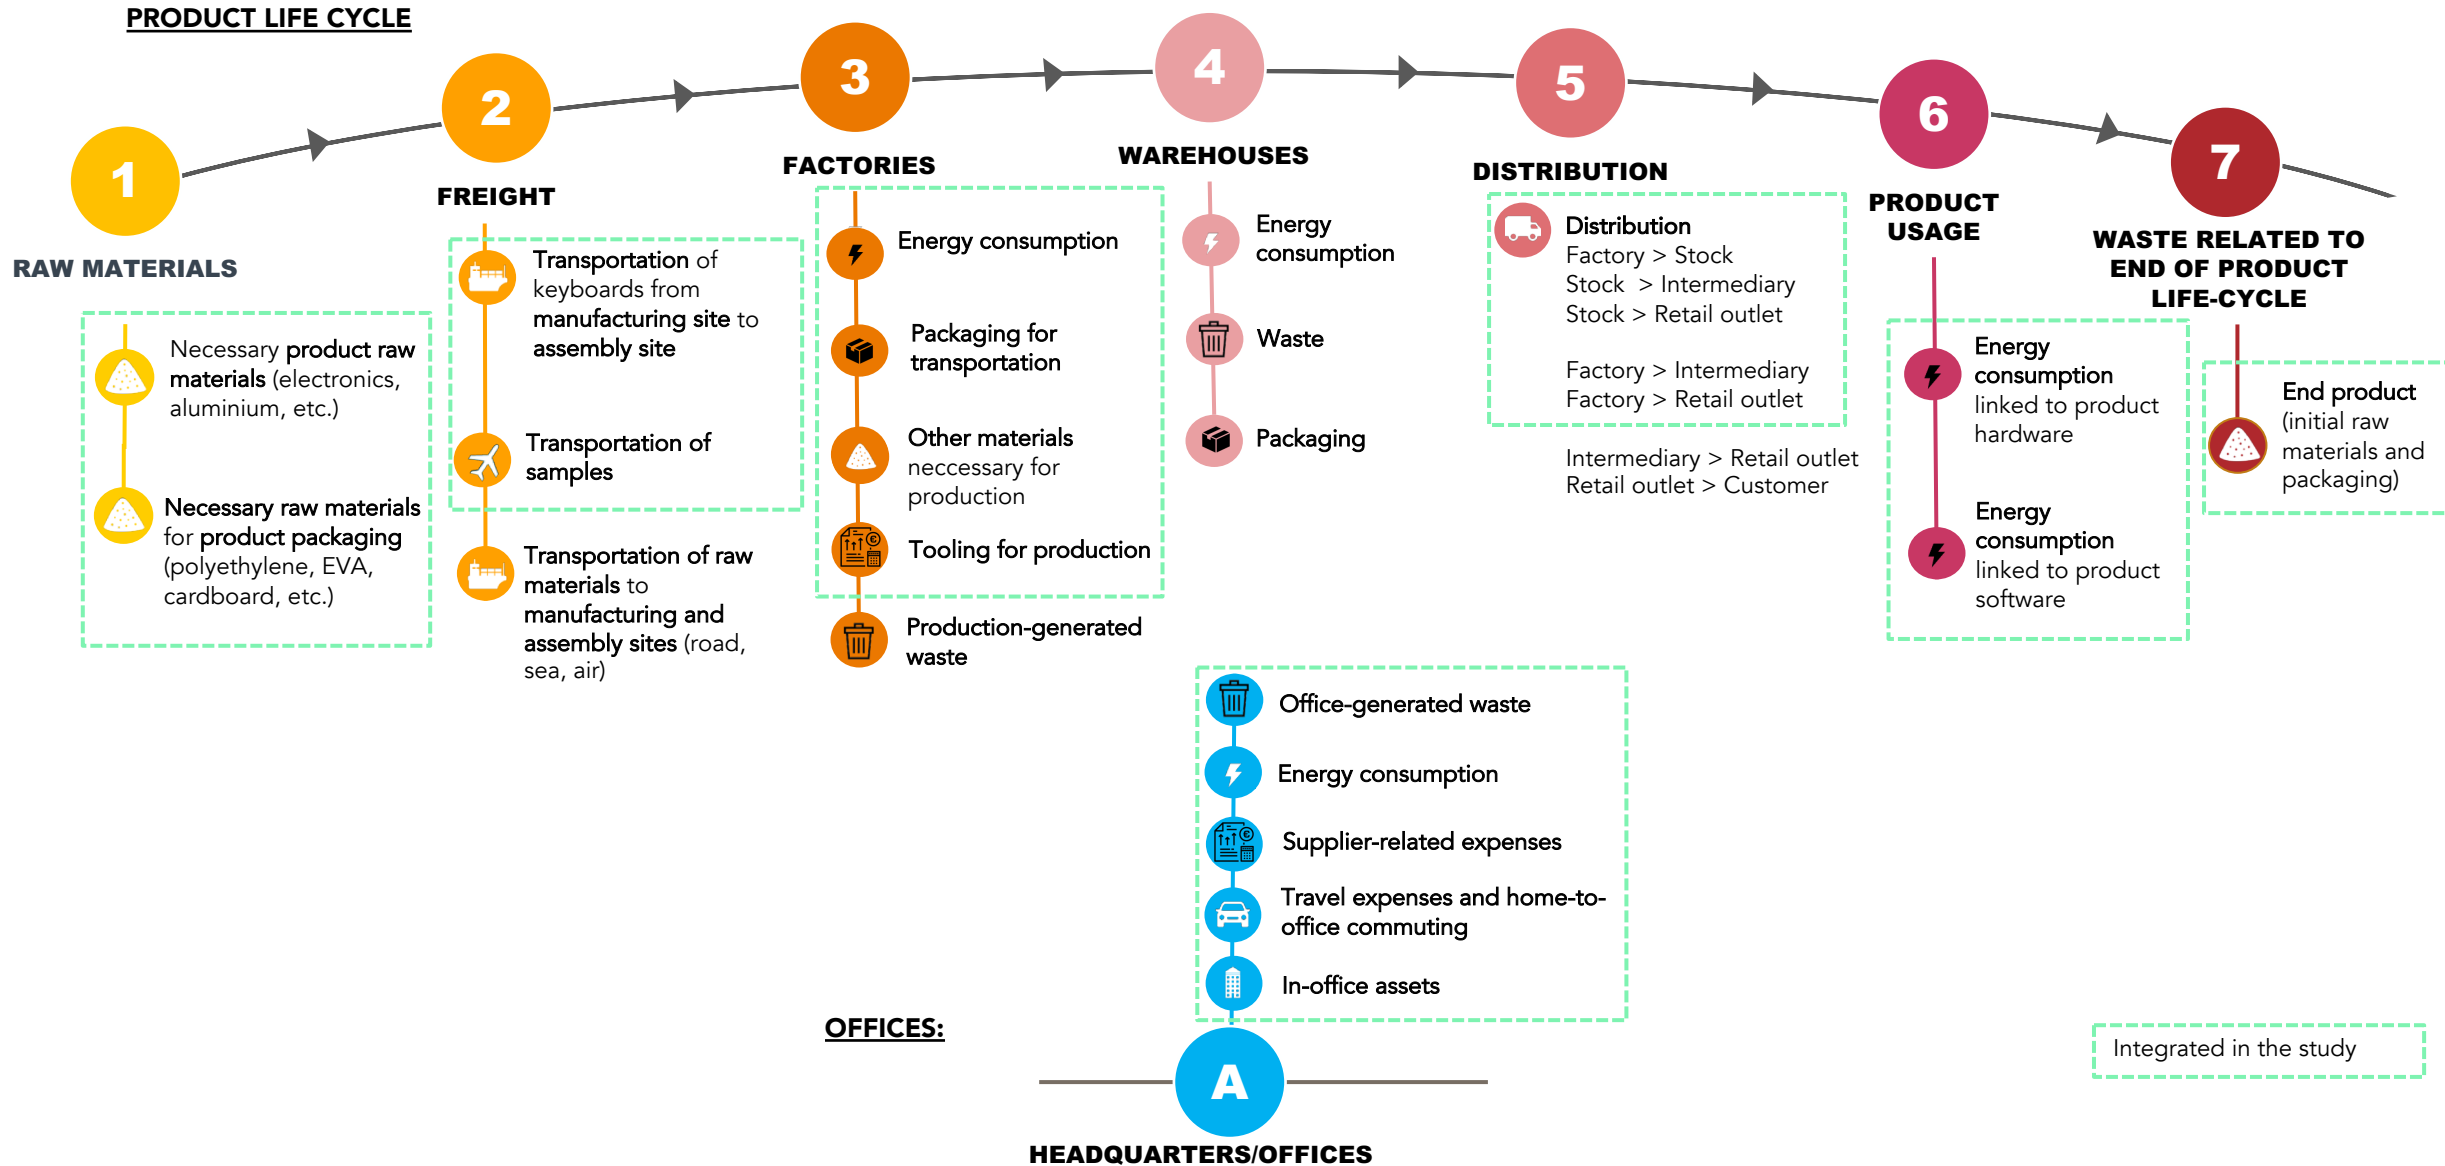 PRODUCT LIFE CYCLE
1
RAW MATERIALS
Necessary product raw
materials (electronics,
aluminium, etc.)
Necessary raw materials
for product packaging
(polyethylene, EVA,
cardboard, etc.)
2
FREIGHT
Transportation of
keyboards from
manufacturing site to
assembly site
Transportation of
samples
Transportation of raw
materials to
manufacturing and
assembly sites (road,
sea, air)
3
FACTORIES
Energy consumption
Packaging for
transportation
Other materials
neccessary for
production
Tooling for production
Production-generated
waste
4
WAREHOUSES
Energy
consumption
Waste
Packaging
5
DISTRIBUTION
Distribution
Factory > Stock
Stock > Intermediary
Stock > Retail outlet
Factory > Intermediary
Factory > Retail outlet
Intermediary > Retail outlet
Retail outlet > Customer
6
PRODUCT
USAGE
Energy
consumption
linked to product
hardware
Energy
consumption
linked to product
software
7
WASTE RELATED TO
END OF PRODUCT
LIFE-CYCLE
End product
(initial raw
materials and
packaging)
Office-generated waste
Energy consumption
Supplier-related expenses
Travel expenses and home-to-
office commuting
In-office assets
OFFICES:
A
HEADQUARTERS/OFFICES
Integrated in the study